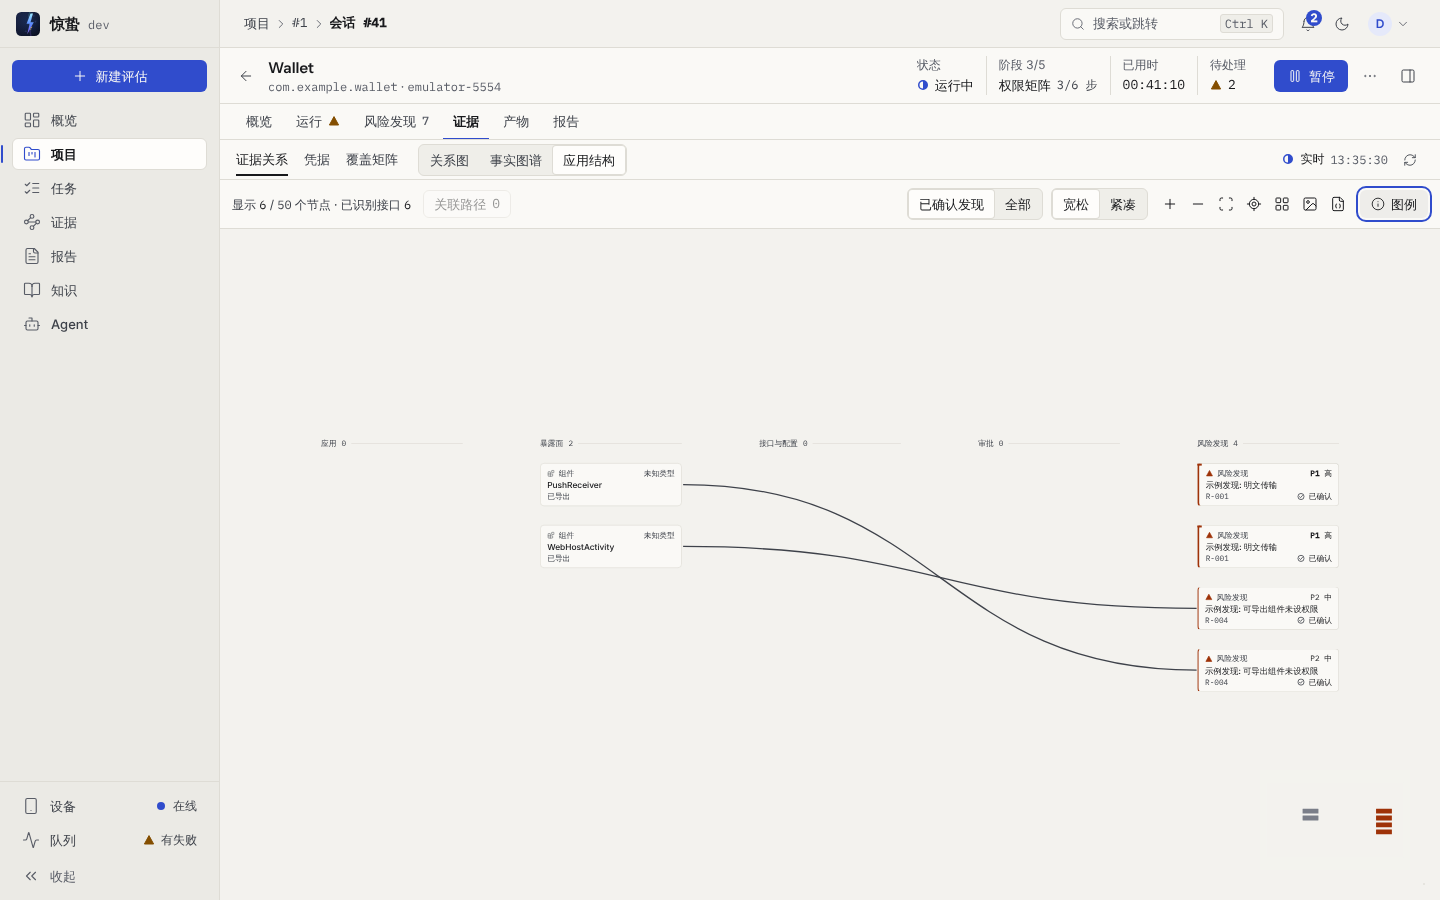 惊蛰 dev
项目 > #1 > 会话 #41
搜索或跳转 Ctrl K
2
D
新建评估
概览
项目
任务
证据
报告
知识
Agent
设备 在线
队列 有失败
收起
Wallet
com.example.wallet · emulator-5554
状态
运行中
阶段 3/5
权限矩阵 3/6 步
已用时
00:41:10
待处理
2
暂停
概览 运行 风险发现 7 证据 产物 报告
证据关系 凭据 覆盖矩阵 关系图 事实图谱 应用结构
实时 13:35:30
显示 6 / 50 个节点 · 已识别接口 6 关联路径 0
已确认发现 全部 宽松 紧凑 图例
应用 0
暴露面 2
接口与配置 0
审批 0
风险发现 4
组件 未知类型
PushReceiver
已导出
组件 未知类型
WebHostActivity
已导出
风险发现 P1 高
示例发现: 明文传输
R-001 已确认
风险发现 P1 高
示例发现: 明文传输
R-001 已确认
风险发现 P2 中
示例发现: 可导出组件未设权限
R-004 已确认
风险发现 P2 中
示例发现: 可导出组件未设权限
R-004 已确认